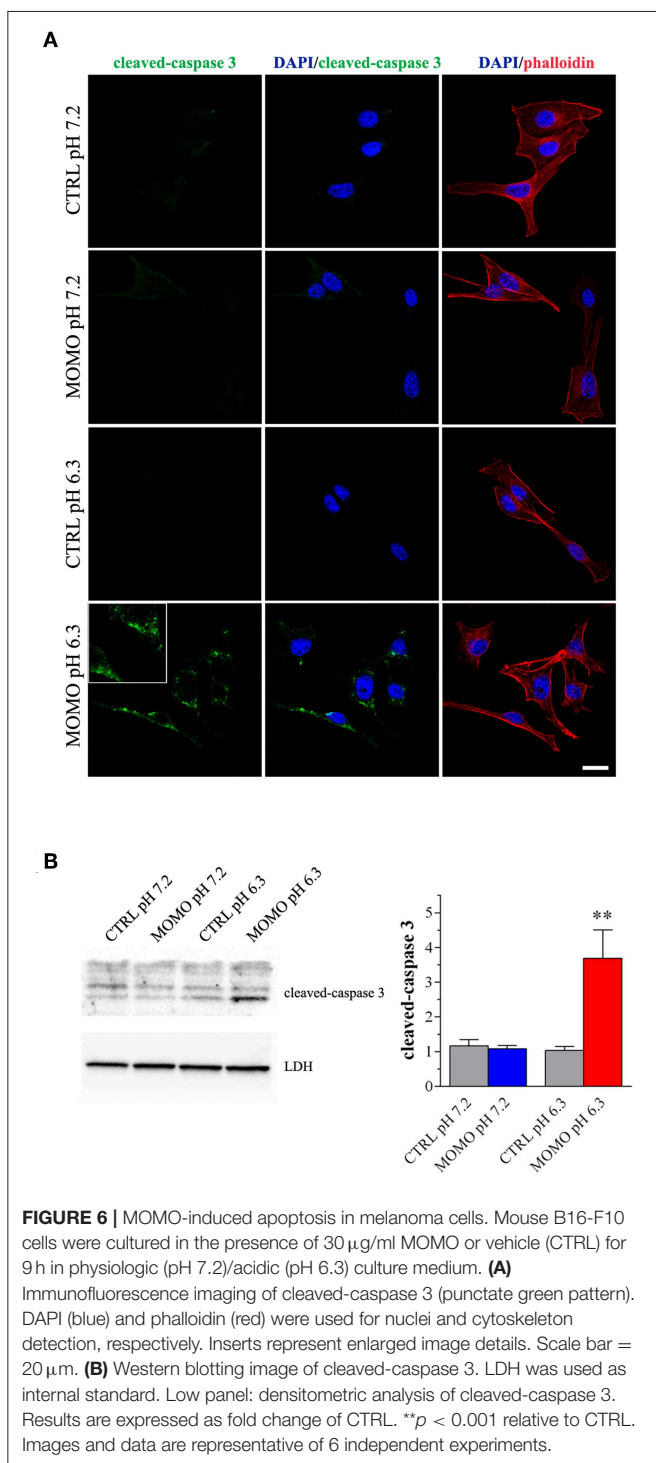 A
cleaved-caspase 3 DAPI/cleaved-caspase 3 DAPI/phalloidin
CTRL pH 7.2
MOMO pH 7.2
CTRL pH 6.3
MOMO pH 6.3
B
CTRL pH 7.2
MOMO pH 7.2
CTRL pH 6.3
MOMO pH 6.3
cleaved-caspase 3
LDH
cleaved-caspase 3
5
4
3
2
1
0
**
CTRL pH 7.2
MOMO pH 7.2
CTRL pH 6.3
MOMO pH 6.3
FIGURE 6 | MOMO-induced apoptosis in melanoma cells. Mouse B16-F10
cells were cultured in the presence of 30 μg/ml MOMO or vehicle (CTRL) for
9 h in physiologic (pH 7.2)/acidic (pH 6.3) culture medium. (A)
Immunofluorescence imaging of cleaved-caspase 3 (punctate green pattern).
DAPI (blue) and phalloidin (red) were used for nuclei and cytoskeleton
detection, respectively. Inserts represent enlarged image details. Scale bar =
20 μm. (B) Western blotting image of cleaved-caspase 3. LDH was used as
internal standard. Low panel: densitometric analysis of cleaved-caspase 3.
Results are expressed as fold change of CTRL. **p < 0.001 relative to CTRL.
Images and data are representative of 6 independent experiments.